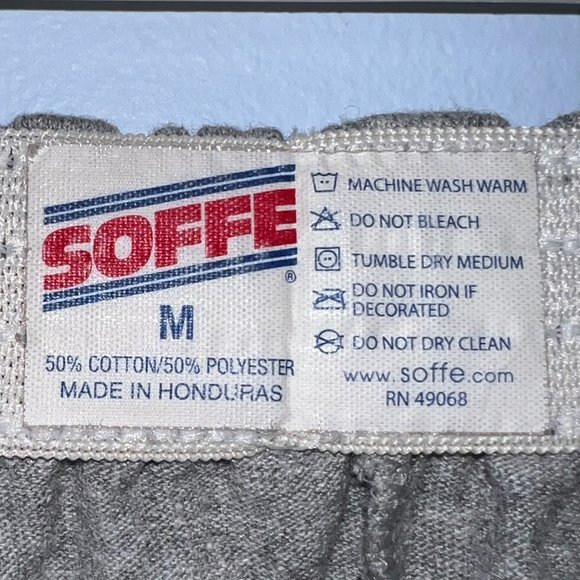 SOFFE
®
M
50% COTTON/50% POLYESTER
MADE IN HONDURAS
MACHINE WASH WARM
DO NOT BLEACH
TUMBLE DRY MEDIUM
DO NOT IRON IF
DECORATED
DO NOT DRY CLEAN
www.soffe.com
RN 49068